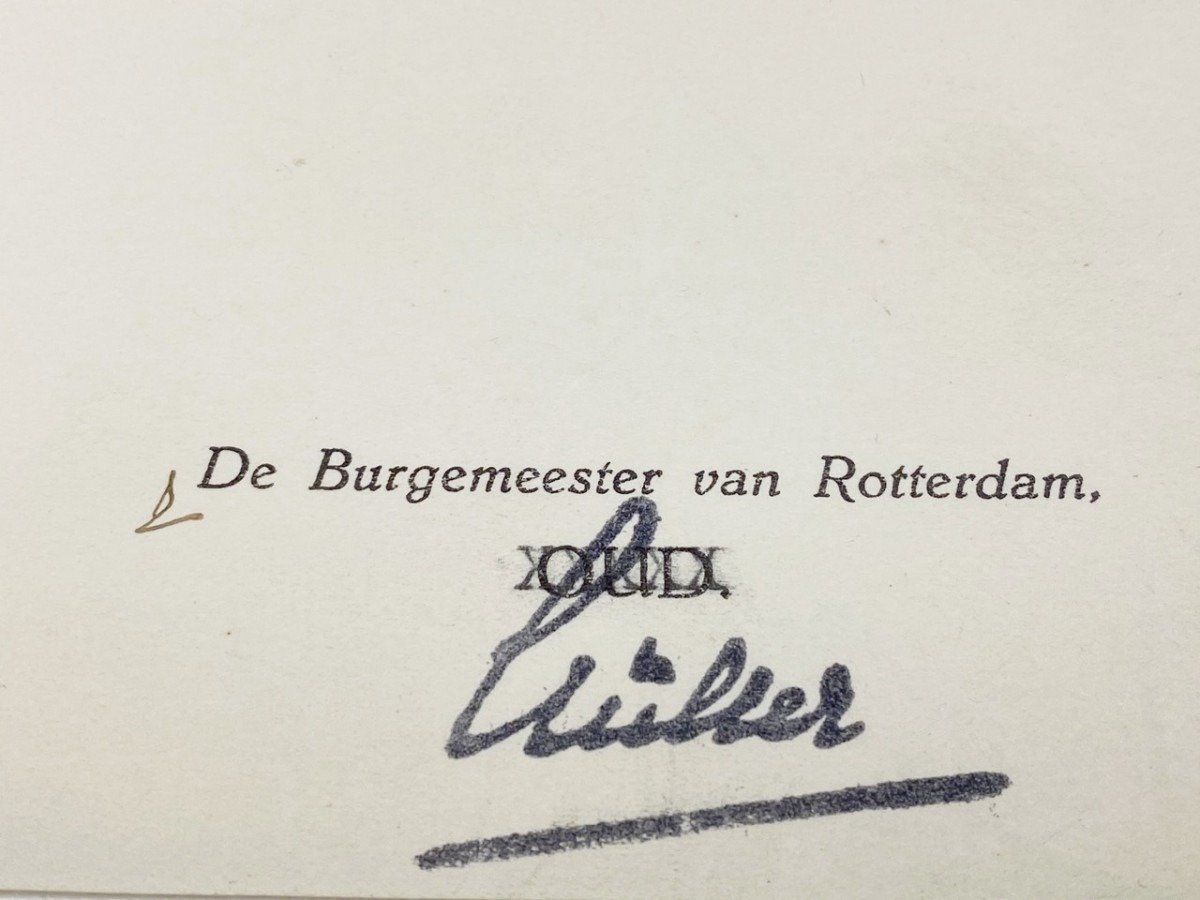 De Burgemeester van Rotterdam,
OUD.
Müller